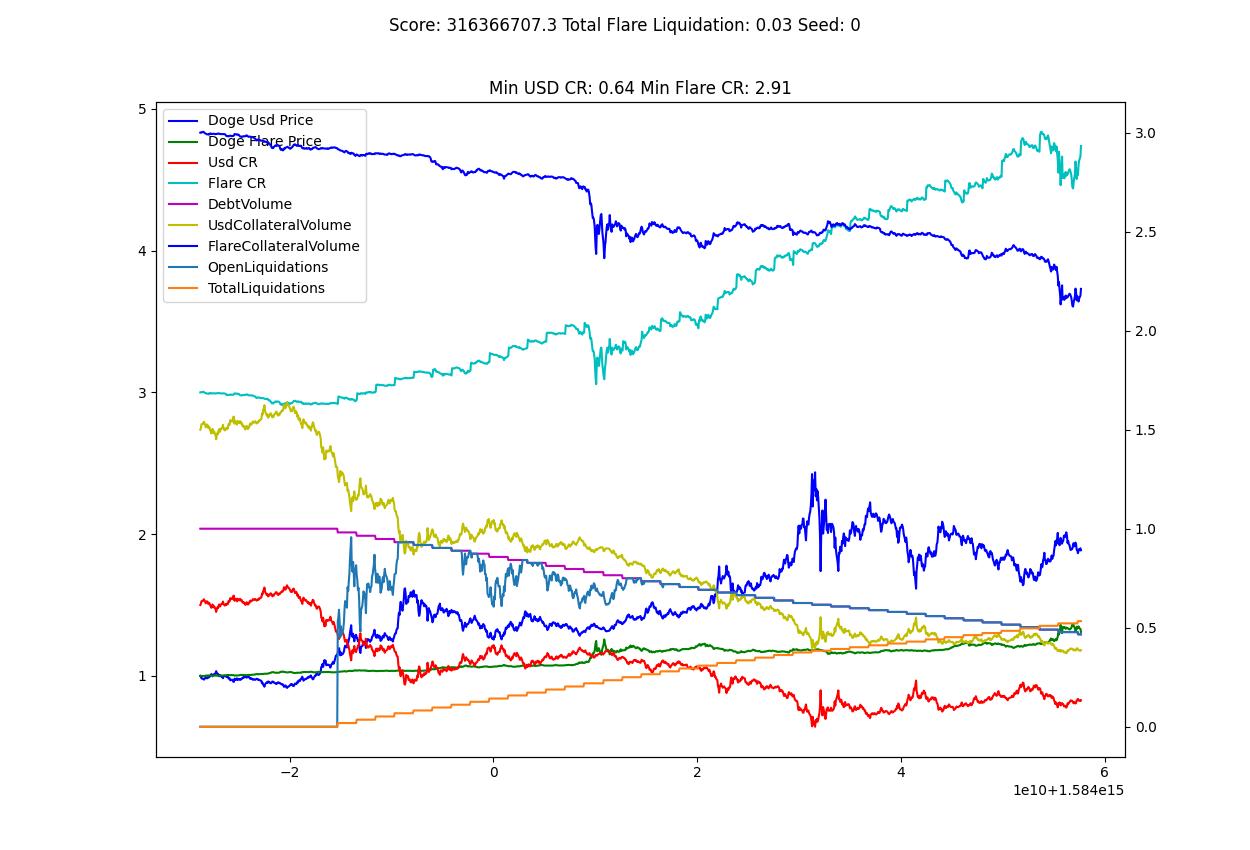 Score: 316366707.3 Total Flare Liquidation: 0.03 Seed: 0
Min USD CR: 0.64 Min Flare CR: 2.91
Doge Usd Price
Doge Flare Price
Usd CR
Flare CR
DebtVolume
UsdCollateralVolume
FlareCollateralVolume
OpenLiquidations
TotalLiquidations
5
4
3
2
1
3.0
2.5
2.0
1.5
1.0
0.5
0.0
−2 0 2 4 6
1e10+1.584e15